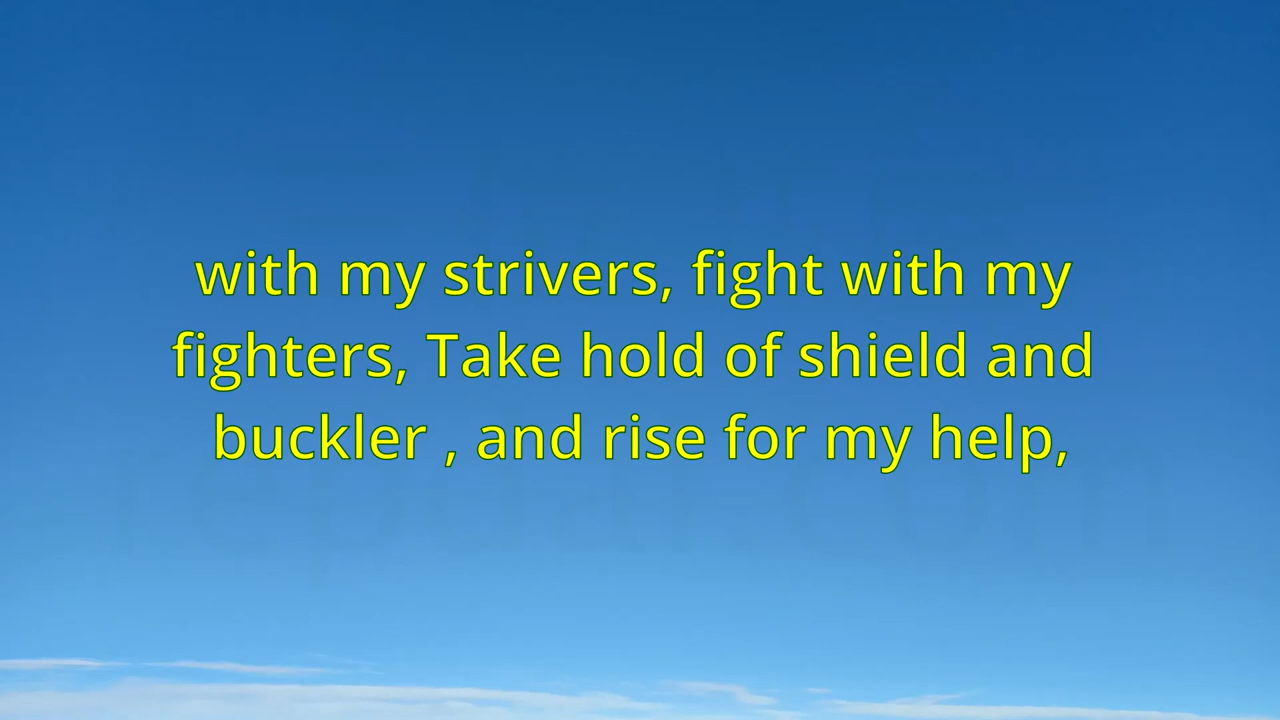 with my strivers, fight with my
fighters, Take hold of shield and
buckler , and rise for my help,